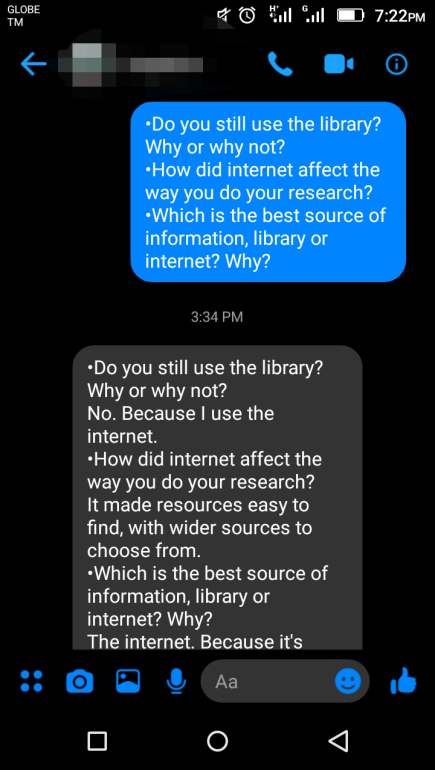 GLOBE
TM
H+
G
7:22PM
•Do you still use the library?
Why or why not?
•How did internet affect the
way you do your research?
•Which is the best source of
information, library or
internet? Why?
3:34 PM
•Do you still use the library?
Why or why not?
No. Because I use the
internet.
•How did internet affect the
way you do your research?
It made resources easy to
find, with wider sources to
choose from.
•Which is the best source of
information, library or
internet? Why?
The internet. Because it's
Aa